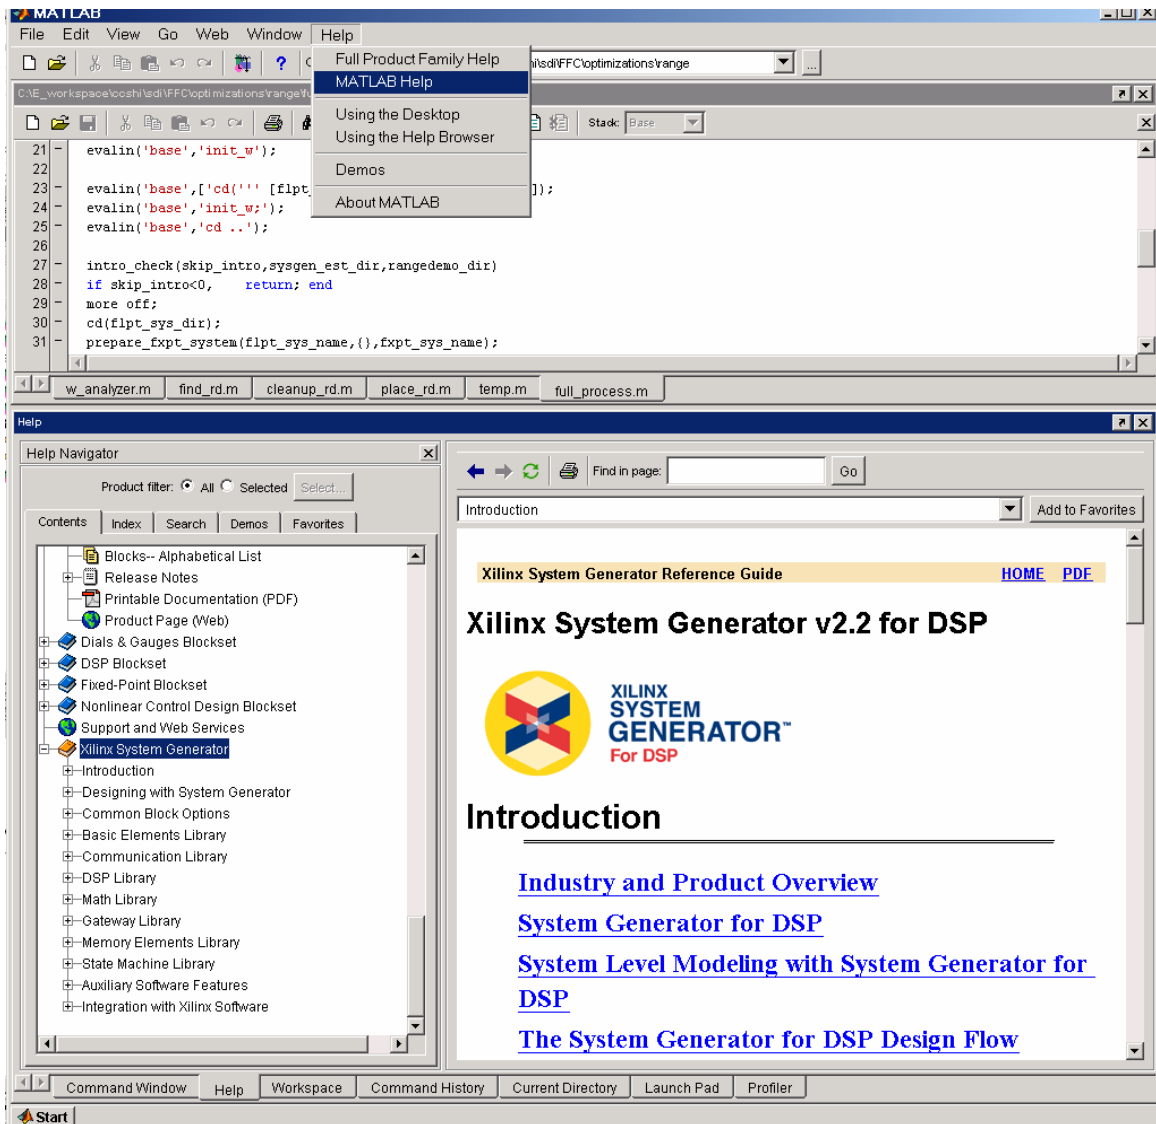 MATLAB
File Edit View Go Web Window Help
Full Product Family Help
MATLAB Help
Using the Desktop
Using the Help Browser
Demos
About MATLAB
hi\sdi\FFC\optimizations\range
...
C:\E_workspace\ccshi\sdi\FFC\optimizations\range\fu
Stack: Base
21 - evalin('base','init_w');
22
23 - evalin('base',['cd(''' [flpt_ ]);
24 - evalin('base','init_w;');
25 - evalin('base','cd ..');
26
27 - intro_check(skip_intro,sysgen_est_dir,rangedemo_dir)
28 - if skip_intro<0, return; end
29 - more off;
30 - cd(flpt_sys_dir);
31 - prepare_fxpt_system(flpt_sys_name,{},fxpt_sys_name);
w_analyzer.m find_rd.m cleanup_rd.m place_rd.m temp.m full_process.m
Help
Help Navigator
Product filter: All Selected Select...
Contents Index Search Demos Favorites
Blocks-- Alphabetical List
Release Notes
Printable Documentation (PDF)
Product Page (Web)
Dials & Gauges Blockset
DSP Blockset
Fixed-Point Blockset
Nonlinear Control Design Blockset
Support and Web Services
Xilinx System Generator
Introduction
Designing with System Generator
Common Block Options
Basic Elements Library
Communication Library
DSP Library
Math Library
Gateway Library
Memory Elements Library
State Machine Library
Auxiliary Software Features
Integration with Xilinx Software
Find in page: Go
Introduction Add to Favorites
Xilinx System Generator Reference Guide HOME PDF
Xilinx System Generator v2.2 for DSP
XILINX
SYSTEM
GENERATOR™
For DSP
Introduction
Industry and Product Overview
System Generator for DSP
System Level Modeling with System Generator for
DSP
The System Generator for DSP Design Flow
Command Window Help Workspace Command History Current Directory Launch Pad Profiler
Start